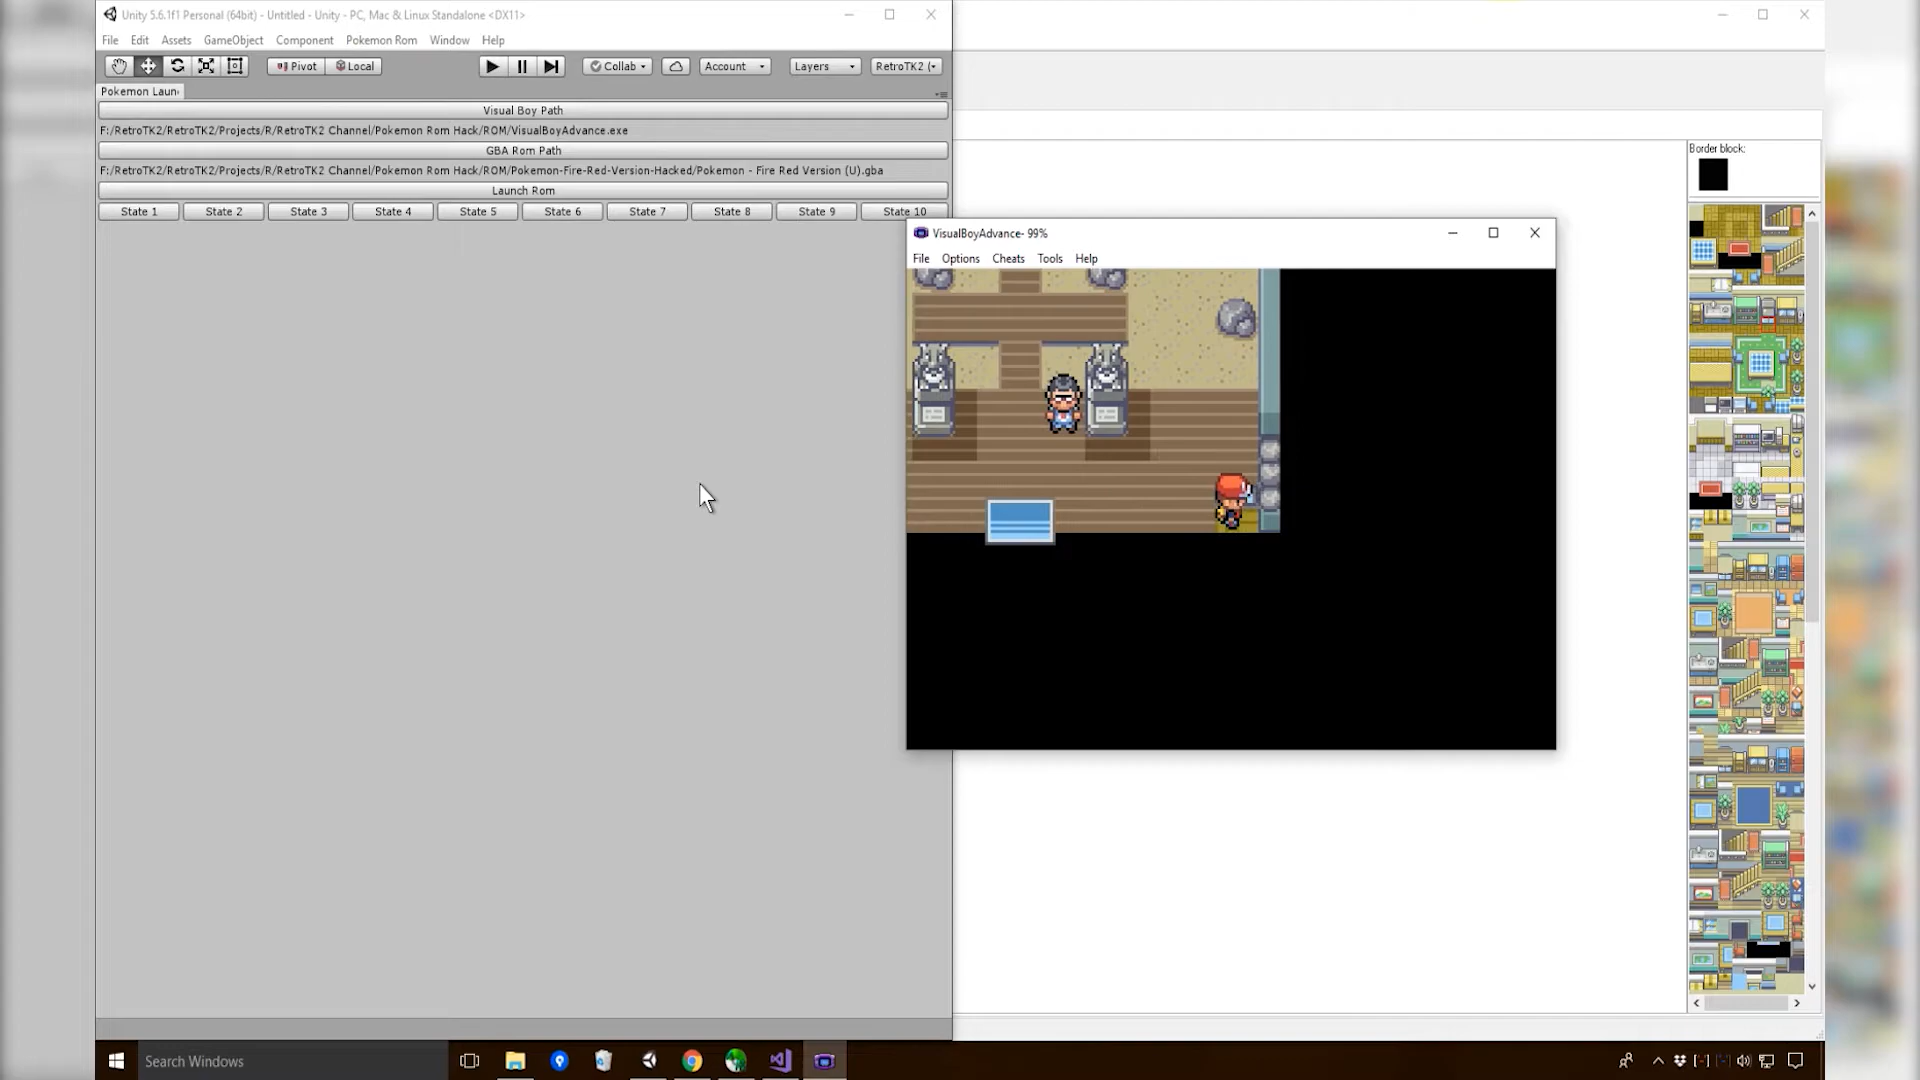 Unity 5.6.1f1 Personal (64bit) - Untitled - Unity - PC, Mac & Linux Standalone <DX11>
File Edit Assets GameObject Component Pokemon Rom Window Help
Pivot Local Collab Account Layers RetroTK2 (
Pokemon Laun
Visual Boy Path
F:/RetroTK2/RetroTK2/Projects/R/RetroTK2 Channel/Pokemon Rom Hack/ROM/VisualBoyAdvance.exe
GBA Rom Path
F:/RetroTK2/RetroTK2/Projects/R/RetroTK2 Channel/Pokemon Rom Hack/ROM/Pokemon-Fire-Red-Version-Hacked/Pokemon - Fire Red Version (U).gba
Launch Rom
State 1 State 2 State 3 State 4 State 5 State 6 State 7 State 8 State 9 State 10
Border block:
VisualBoyAdvance- 99%
File Options Cheats Tools Help
Search Windows